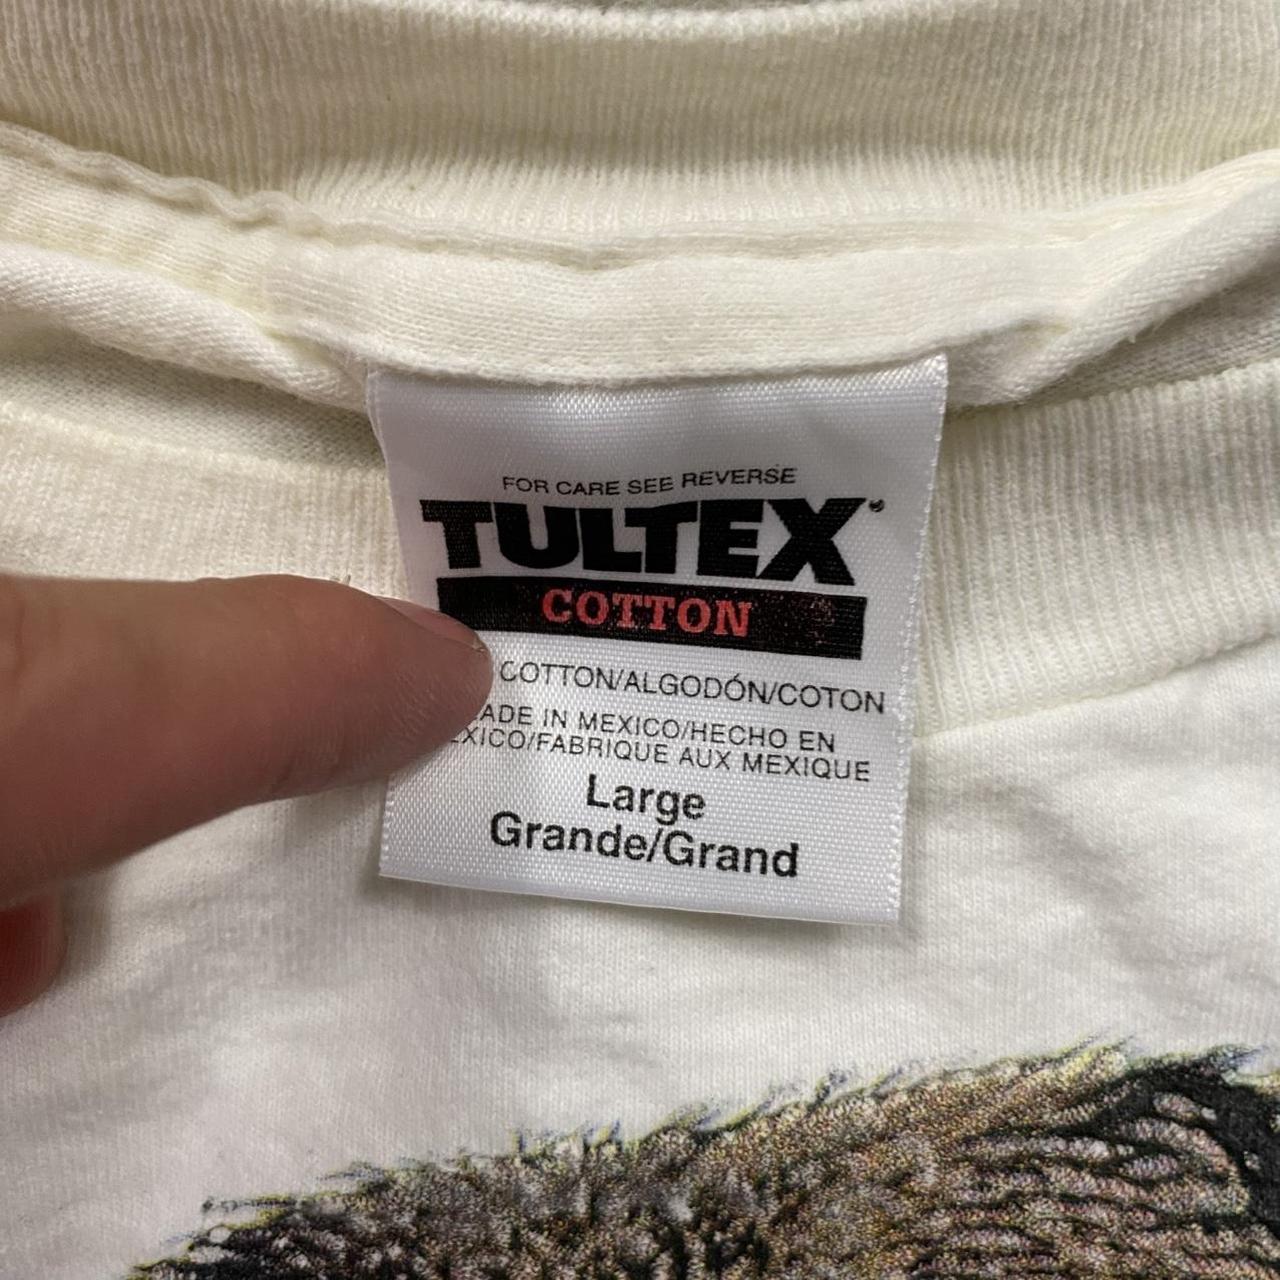 FOR CARE SEE REVERSE
TULTEX
COTTON
COTTON/ALGODÓN/COTON
ADE IN MEXICO/HECHO EN
EXICO/FABRIQUE AUX MEXIQUE
Large
Grande/Grand